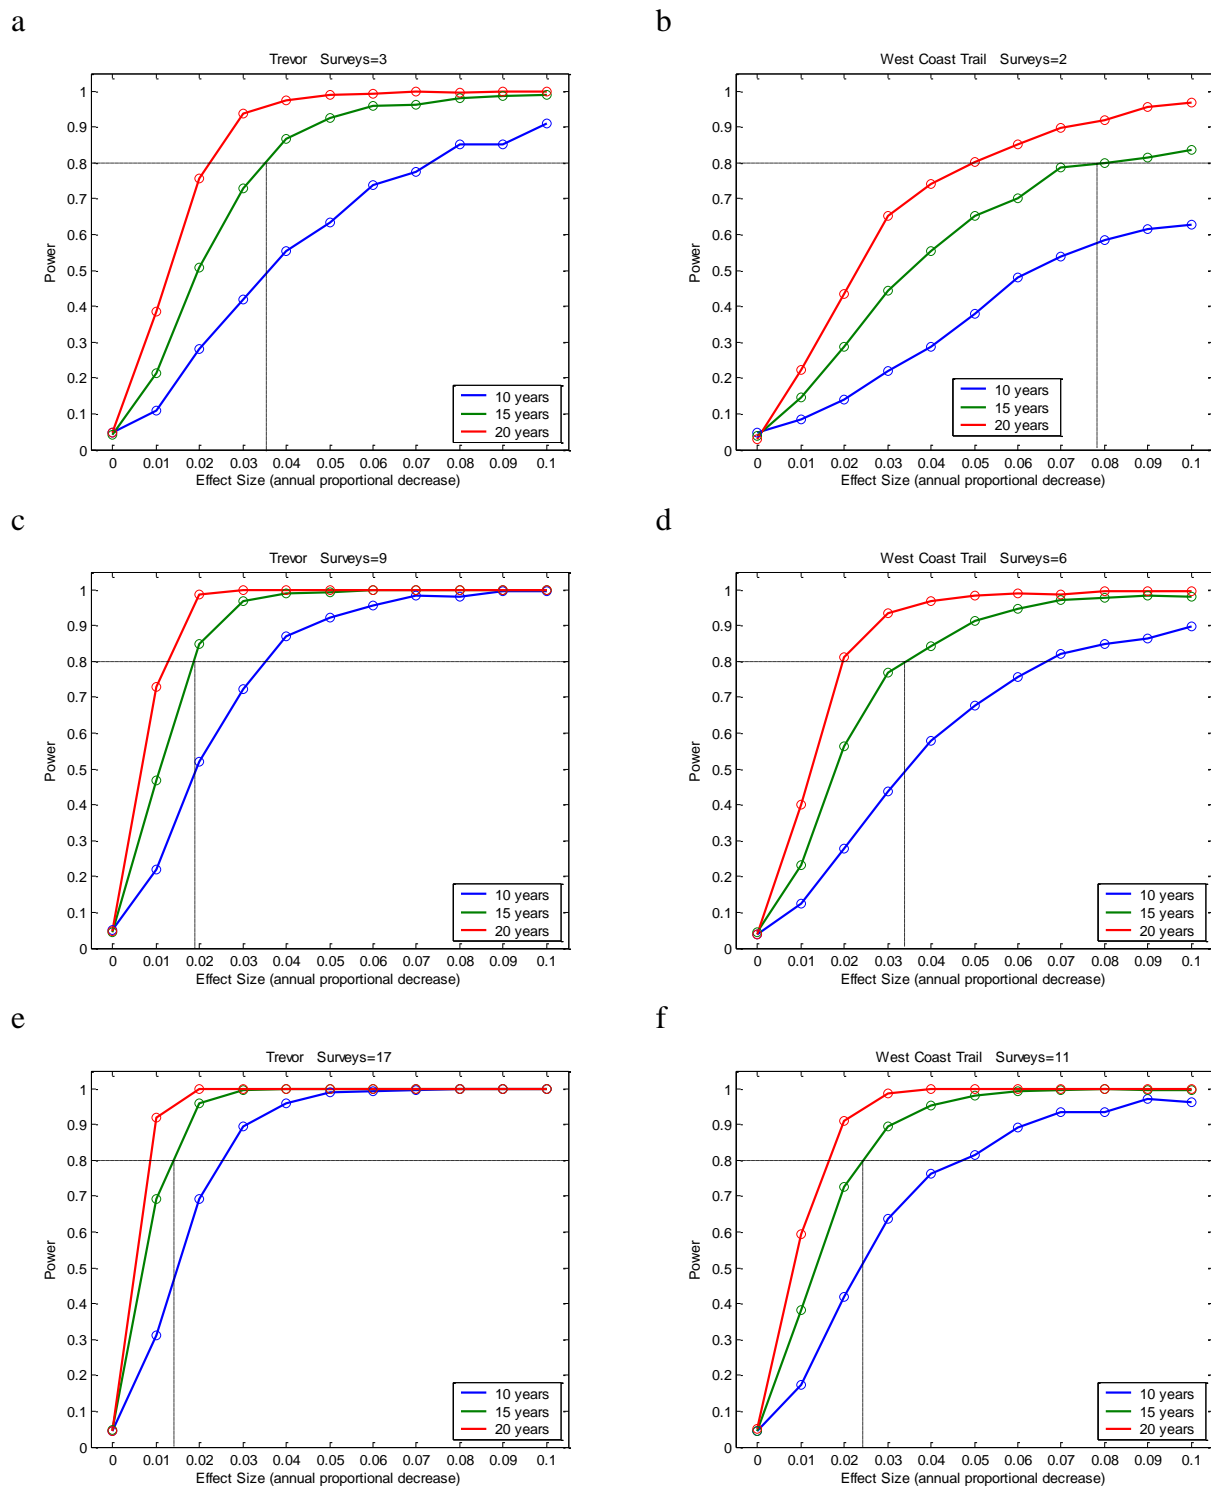 a
Trevor Surveys=3
1
0.9
0.8
0.7
0.6
0.5
0.4
0.3
0.2
0.1
0
Power
10 years
15 years
20 years
0 0.01 0.02 0.03 0.04 0.05 0.06 0.07 0.08 0.09 0.1
Effect Size (annual proportional decrease)
b
West Coast Trail Surveys=2
1
0.9
0.8
0.7
0.6
0.5
0.4
0.3
0.2
0.1
0
Power
10 years
15 years
20 years
0 0.01 0.02 0.03 0.04 0.05 0.06 0.07 0.08 0.09 0.1
Effect Size (annual proportional decrease)
c
Trevor Surveys=9
1
0.9
0.8
0.7
0.6
0.5
0.4
0.3
0.2
0.1
0
Power
10 years
15 years
20 years
0 0.01 0.02 0.03 0.04 0.05 0.06 0.07 0.08 0.09 0.1
Effect Size (annual proportional decrease)
d
West Coast Trail Surveys=6
1
0.9
0.8
0.7
0.6
0.5
0.4
0.3
0.2
0.1
0
Power
10 years
15 years
20 years
0 0.01 0.02 0.03 0.04 0.05 0.06 0.07 0.08 0.09 0.1
Effect Size (annual proportional decrease)
e
Trevor Surveys=17
1
0.9
0.8
0.7
0.6
0.5
0.4
0.3
0.2
0.1
0
Power
10 years
15 years
20 years
0 0.01 0.02 0.03 0.04 0.05 0.06 0.07 0.08 0.09 0.1
Effect Size (annual proportional decrease)
f
West Coast Trail Surveys=11
1
0.9
0.8
0.7
0.6
0.5
0.4
0.3
0.2
0.1
0
Power
10 years
15 years
20 years
0 0.01 0.02 0.03 0.04 0.05 0.06 0.07 0.08 0.09 0.1
Effect Size (annual proportional decrease)